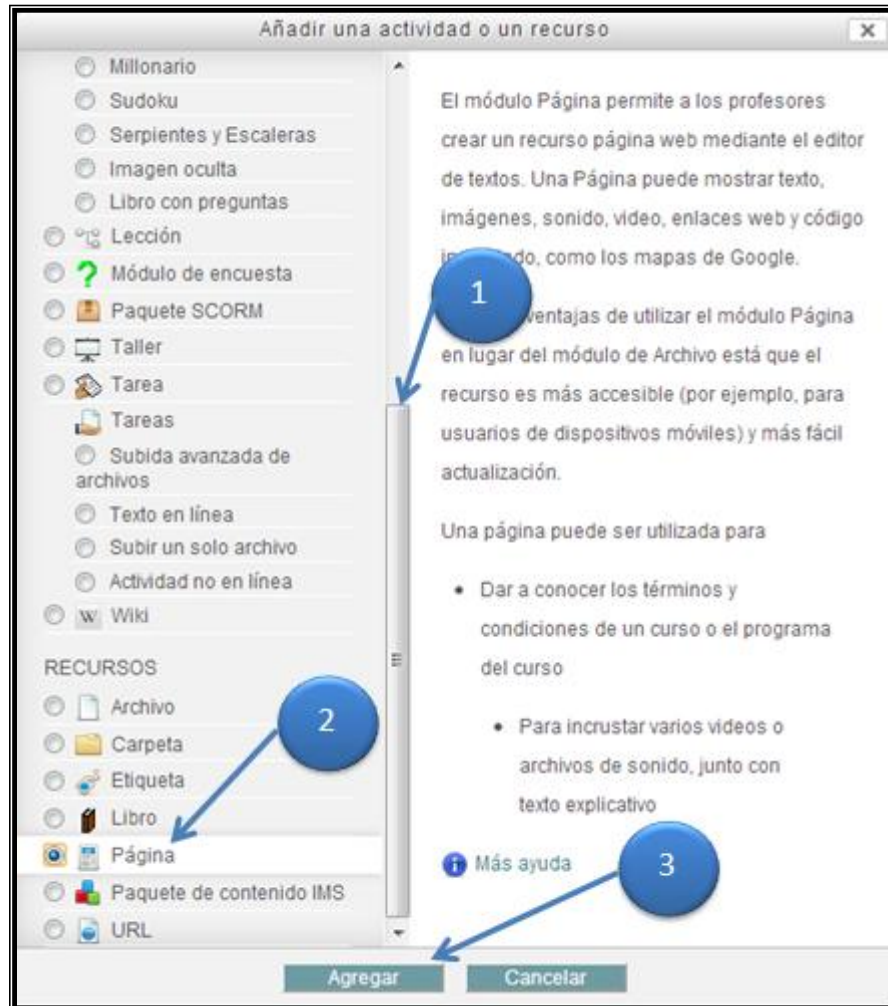 Añadir una actividad o un recurso
Millonario
Sudoku
Serpientes y Escaleras
Imagen oculta
Libro con preguntas
Lección
Módulo de encuesta
Paquete SCORM
Taller
Tarea
Tareas
Subida avanzada de
archivos
Texto en línea
Subir un solo archivo
Actividad no en línea
W Wiki
RECURSOS
Archivo
Carpeta
Etiqueta
Libro
Página
Paquete de contenido IMS
URL
El módulo Página permite a los profesores
crear un recurso página web mediante el editor
de textos. Una Página puede mostrar texto,
imágenes, sonido, video, enlaces web y código
como los mapas de Google.
ventajas de utilizar el módulo Página
en lugar del módulo de Archivo está que el
recurso es más accesible (por ejemplo, para
usuarios de dispositivos móviles) y más fácil
actualización.
Una página puede ser utilizada para
• Dar a conocer los términos y
condiciones de un curso o el programa
del curso
• Para incrustar varios videos o
archivos de sonido, junto con
texto explicativo
Más ayuda
1
2
3
Agregar
Cancelar